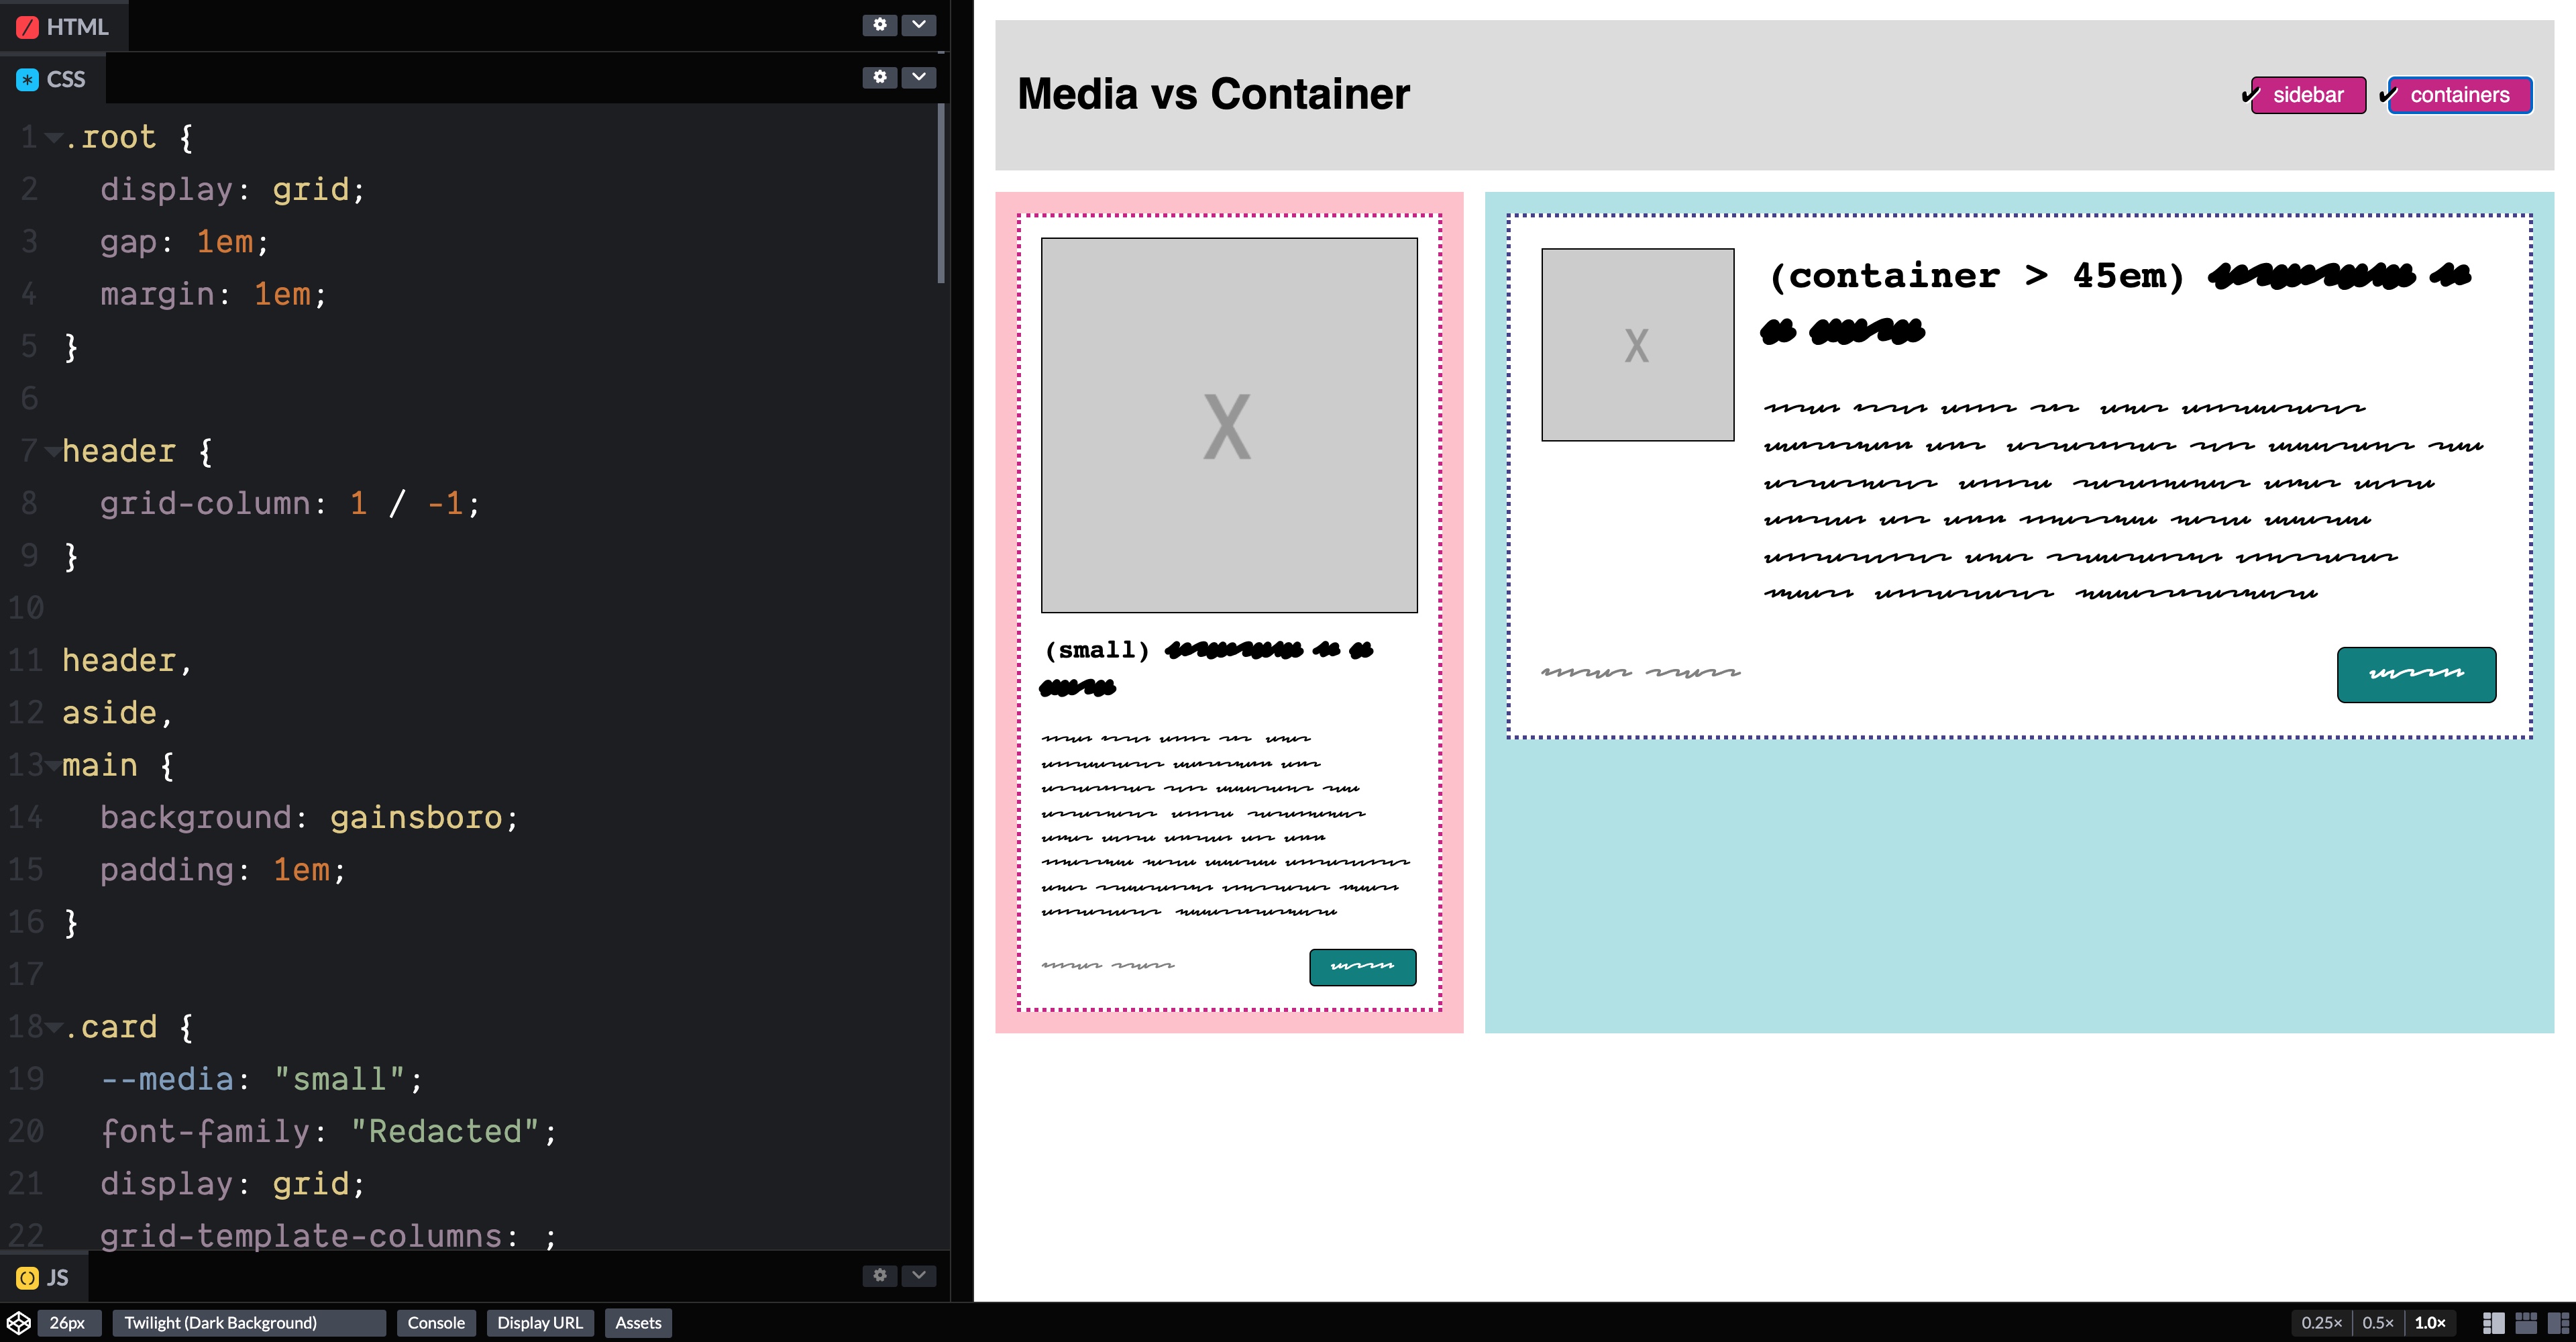 HTML
CSS
1 .root {
2 display: grid;
3 gap: 1em;
4 margin: 1em;
5 }
6
7 header {
8 grid-column: 1 / -1;
9 }
10
11 header,
12 aside,
13 main {
14 background: gainsboro;
15 padding: 1em;
16 }
17
18 .card {
19 --media: "small";
20 font-family: "Redacted";
21 display: grid;
22 grid-template-columns: ;
JS
26px Twilight (Dark Background) Console Display URL Assets
Media vs Container
✔ sidebar ✔ containers
X
(small)
X
(container > 45em)
0.25× 0.5× 1.0×